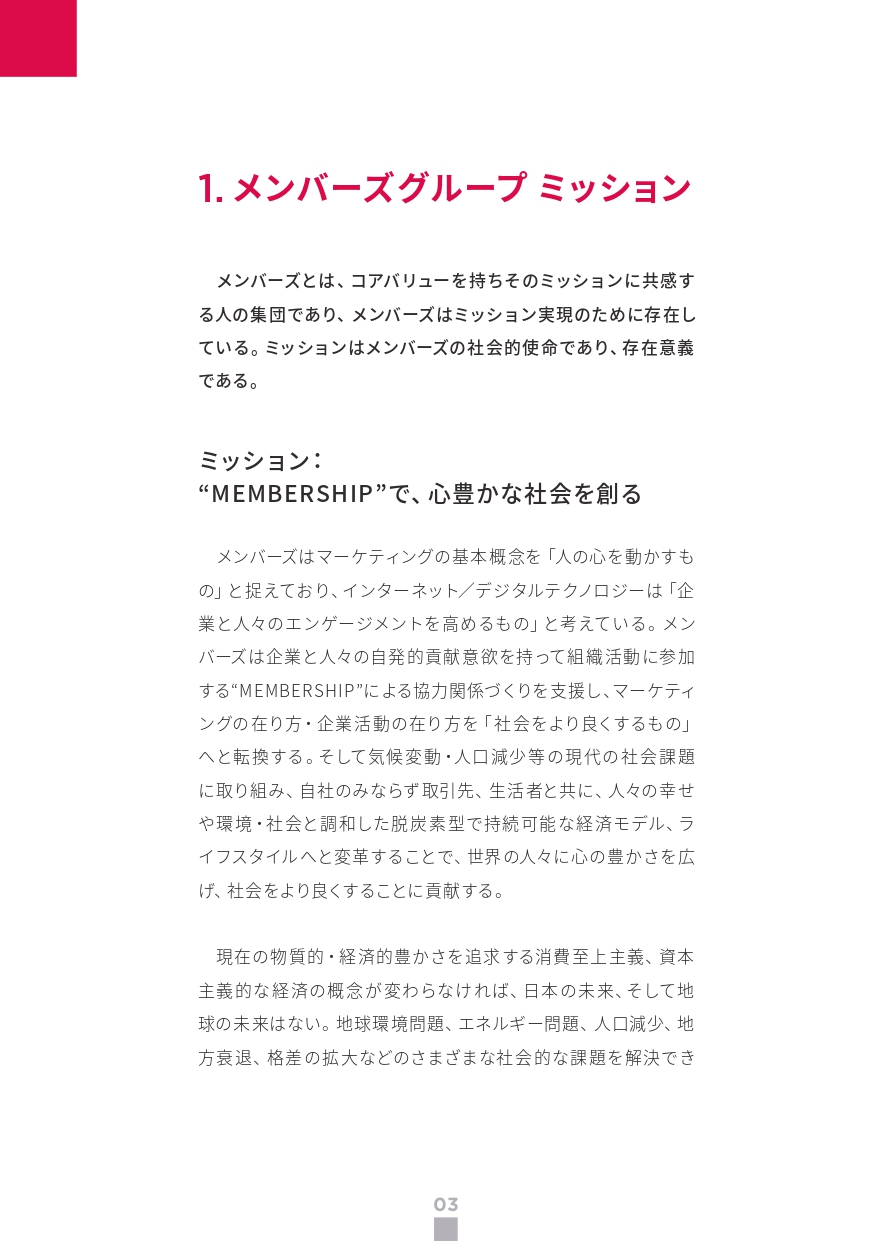 1. メンバーズグループ ミッション
メンバーズとは、コアバリューを持ちそのミッションに共感す
る人の集団であり、メンバーズはミッション実現のために存在し
ている。ミッションはメンバーズの社会的使命であり、存在意義
である。
ミッション：
“MEMBERSHIP”で、心豊かな社会を創る
メンバーズはマーケティングの基本概念を「人の心を動かすも
の」と捉えており、インターネット／デジタルテクノロジーは「企
業と人々のエンゲージメントを高めるもの」と考えている。メン
バーズは企業と人々の自発的貢献意欲を持って組織活動に参加
する“MEMBERSHIP”による協力関係づくりを支援し、マーケティ
ングの在り方・企業活動の在り方を「社会をより良くするもの」
へと転換する。そして気候変動・人口減少等の現代の社会課題
に取り組み、自社のみならず取引先、生活者と共に、人々の幸せ
や環境・社会と調和した脱炭素型で持続可能な経済モデル、ラ
イフスタイルへと変革することで、世界の人々に心の豊かさを広
げ、社会をより良くすることに貢献する。
現在の物質的・経済的豊かさを追求する消費至上主義、資本
主義的な経済の概念が変わらなければ、日本の未来、そして地
球の未来はない。地球環境問題、エネルギー問題、人口減少、地
方衰退、格差の拡大などのさまざまな社会的な課題を解決でき
03